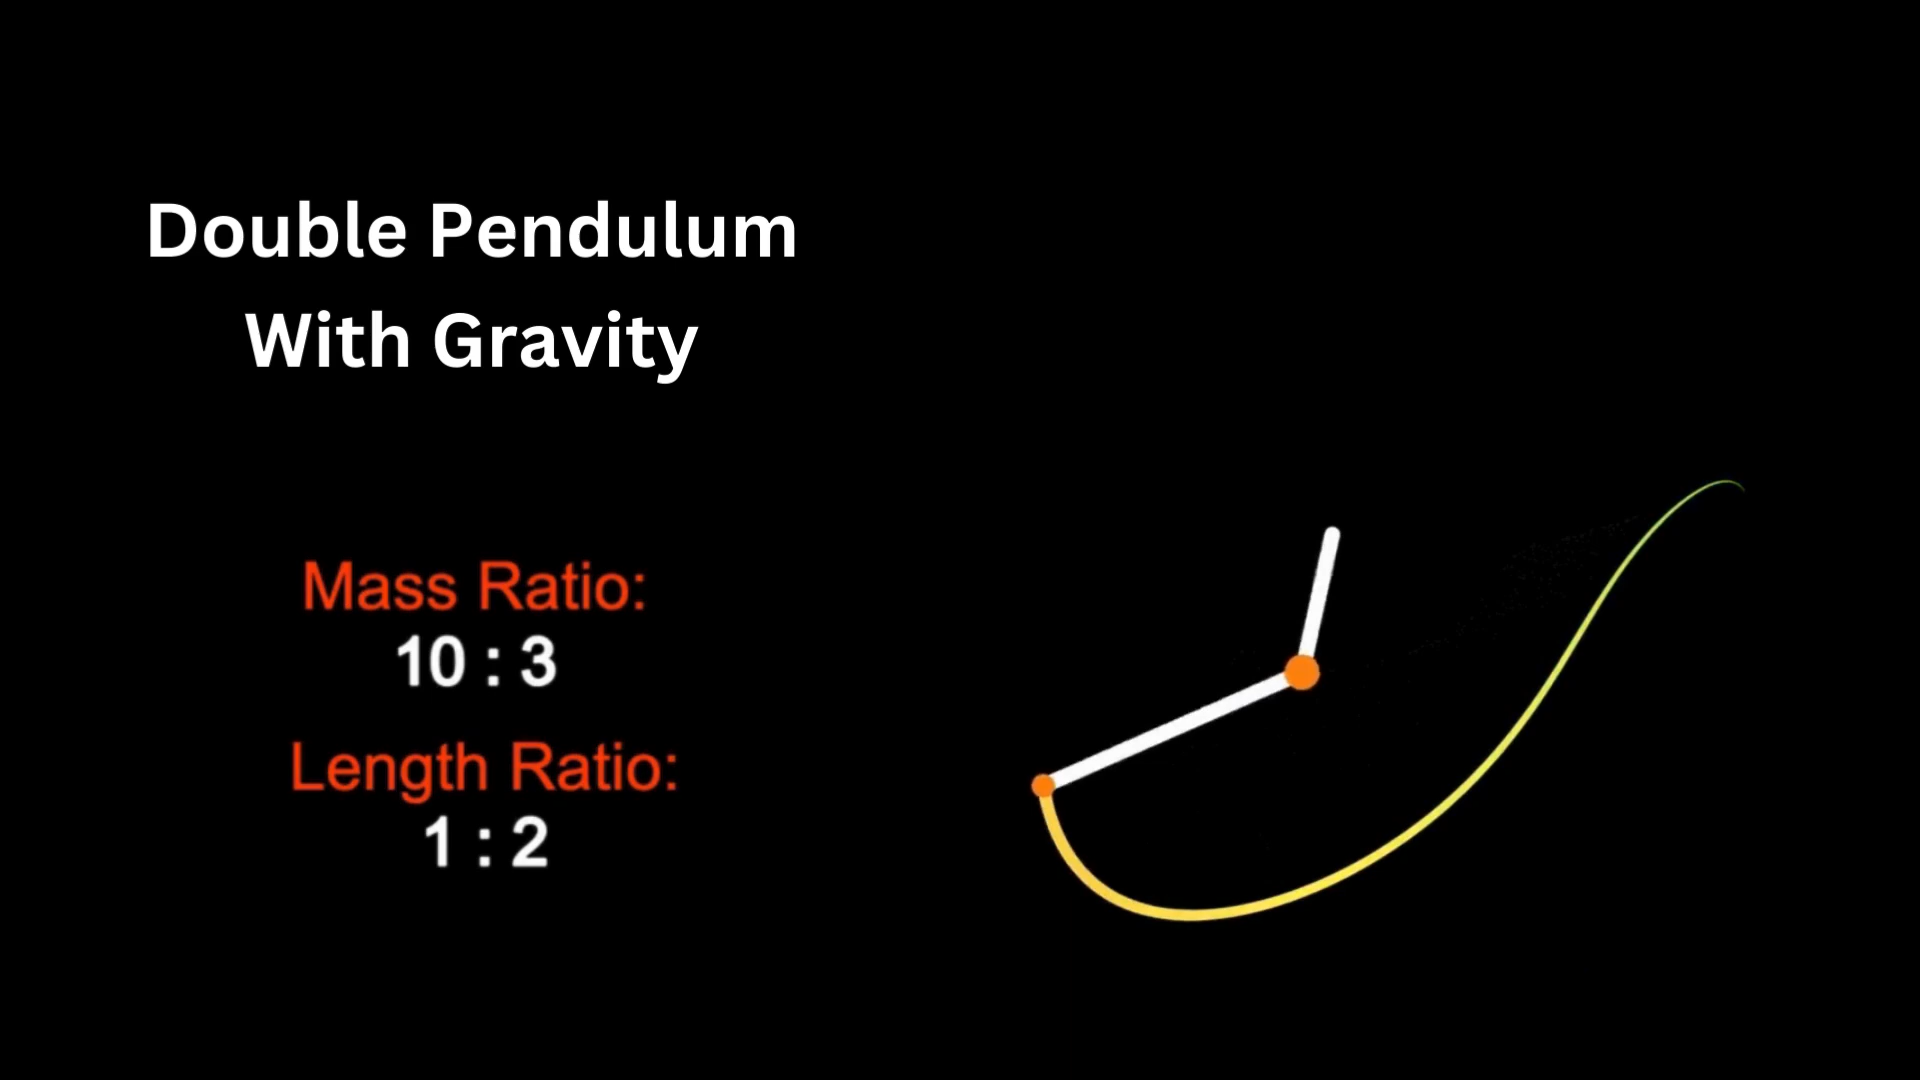 Double Pendulum
With Gravity
Mass Ratio:
10 : 3
Length Ratio:
1 : 2